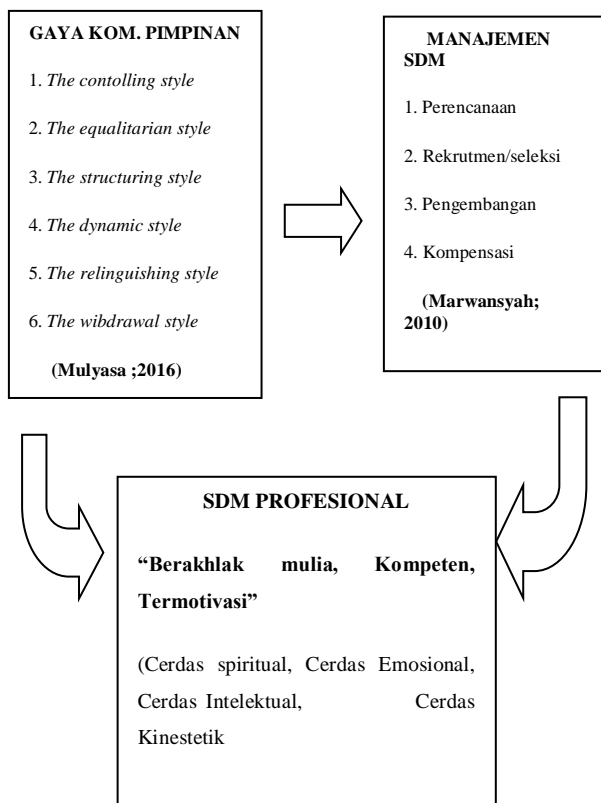 GAYA KOM. PIMPINAN
1. The contolling style
2. The equalitarian style
3. The structuring style
4. The dynamic style
5. The relinguishing style
6. The wibdrawal style
(Mulyasa ;2016)
MANAJEMEN
SDM
1. Perencanaan
2. Rekrutmen/seleksi
3. Pengembangan
4. Kompensasi
(Marwansyah;
2010)
SDM PROFESIONAL
“Berakhlak mulia, Kompeten,
Termotivasi”
(Cerdas spiritual, Cerdas Emosional,
Cerdas Intelektual, Cerdas
Kinestetik